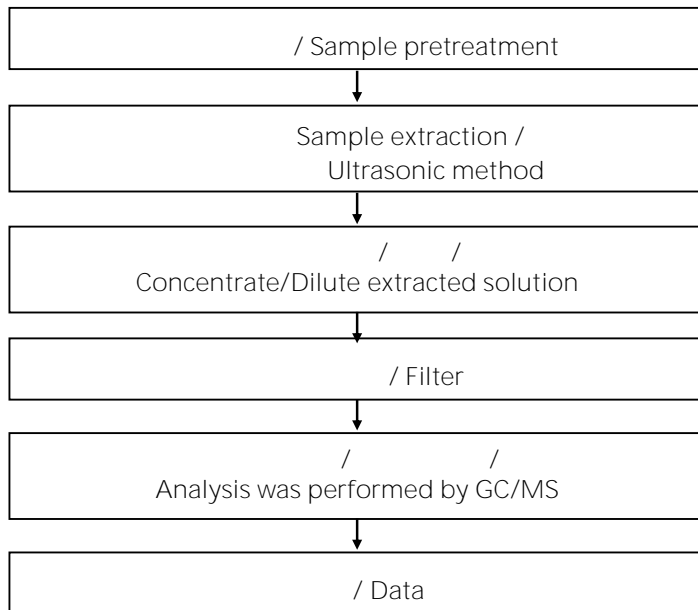 / Sample pretreatment
Sample extraction /
Ultrasonic method
/ /
Concentrate/Dilute extracted solution
/ Filter
/ /
Analysis was performed by GC/MS
/ Data